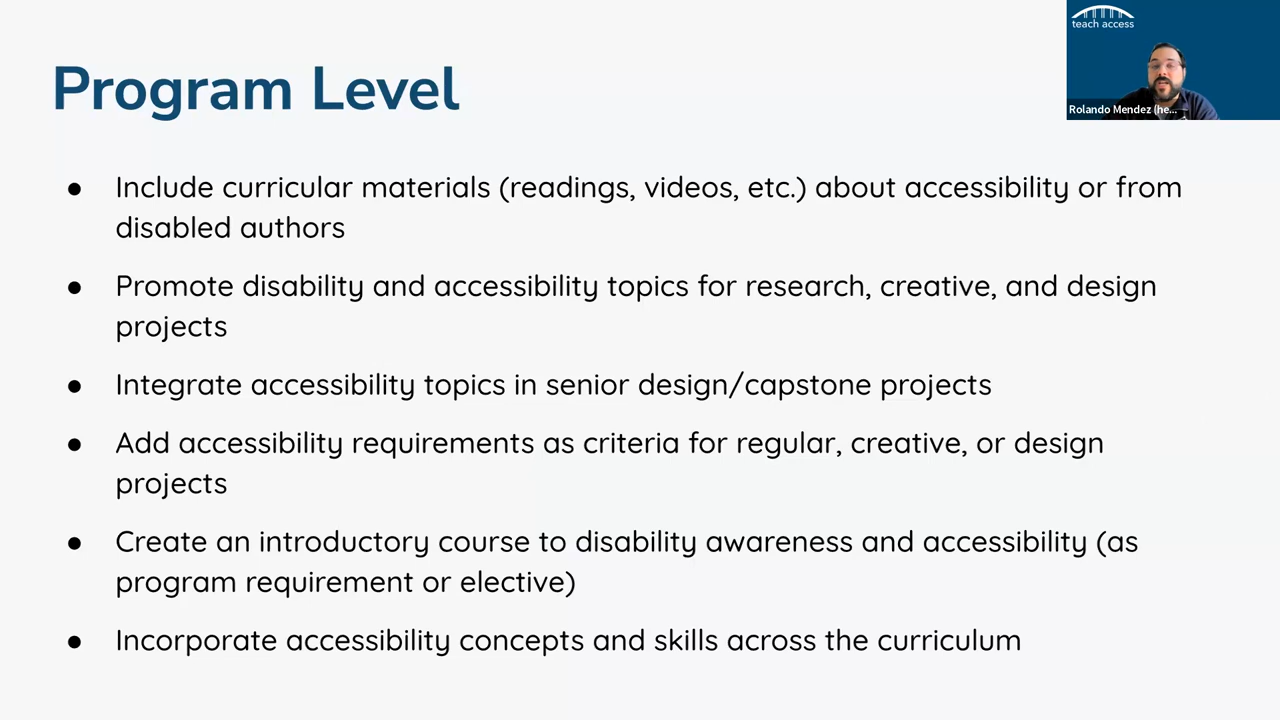 teach access
Program Level
Rolando Mendez (he...
● Include curricular materials (readings, videos, etc.) about accessibility or from
disabled authors
● Promote disability and accessibility topics for research, creative, and design
projects
● Integrate accessibility topics in senior design/capstone projects
● Add accessibility requirements as criteria for regular, creative, or design
projects
● Create an introductory course to disability awareness and accessibility (as
program requirement or elective)
● Incorporate accessibility concepts and skills across the curriculum